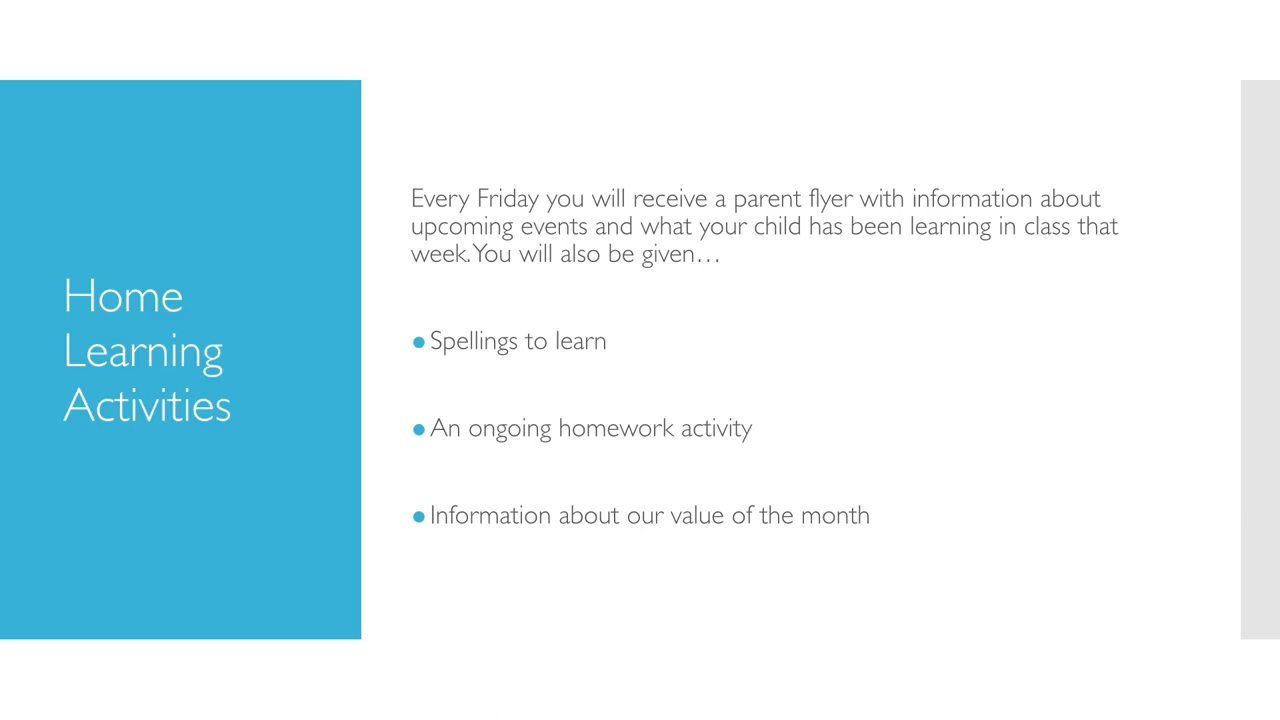 Home
Learning
Activities
Every Friday you will receive a parent flyer with information about
upcoming events and what your child has been learning in class that
week. You will also be given…
●Spellings to learn
●An ongoing homework activity
●Information about our value of the month